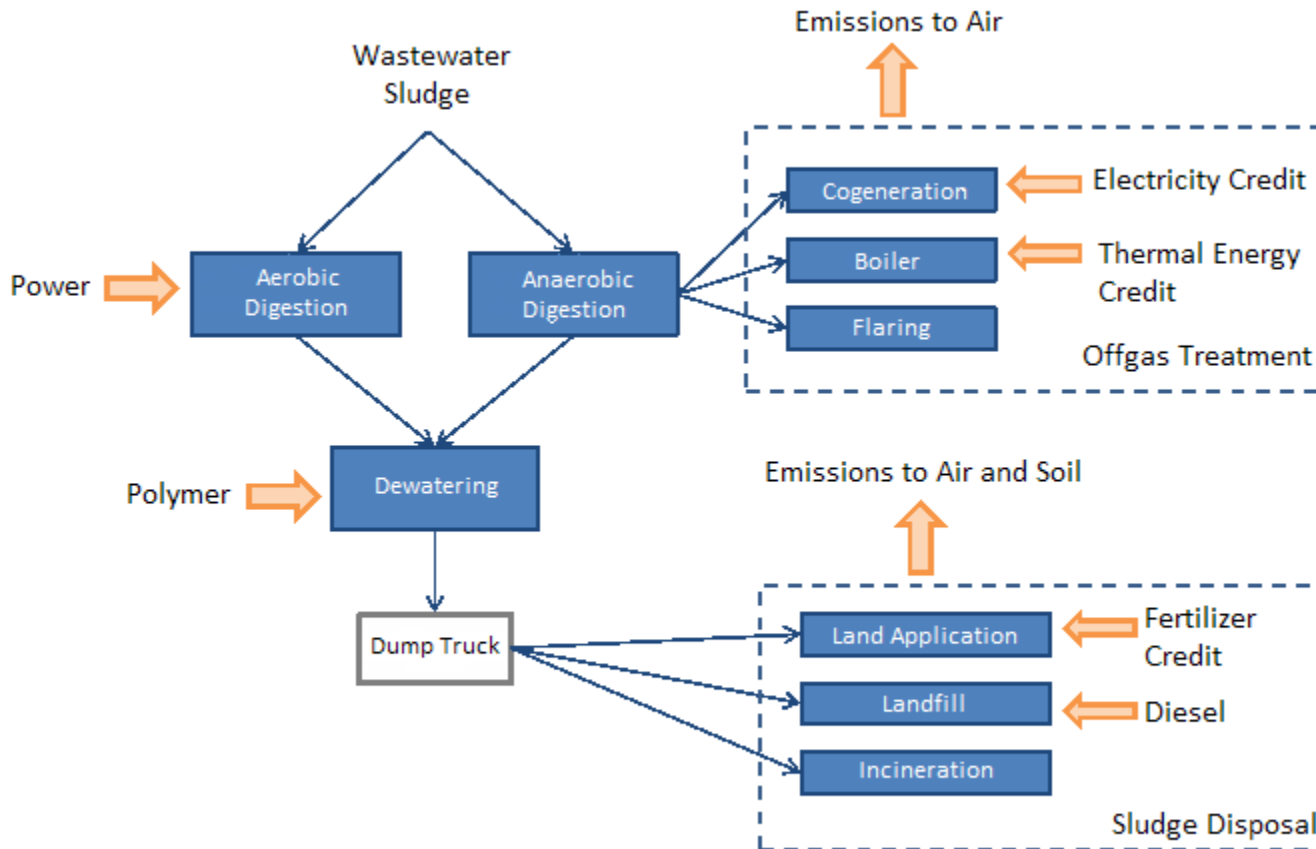 Emissions to Air
Wastewater
Sludge
Cogeneration
Electricity Credit
Power
Aerobic
Digestion
Anaerobic
Digestion
Boiler
Thermal Energy
Credit
Flaring
Offgas Treatment
Polymer
Dewatering
Emissions to Air and Soil
Dump Truck
Land Application
Fertilizer
Credit
Landfill
Diesel
Incineration
Sludge Disposal